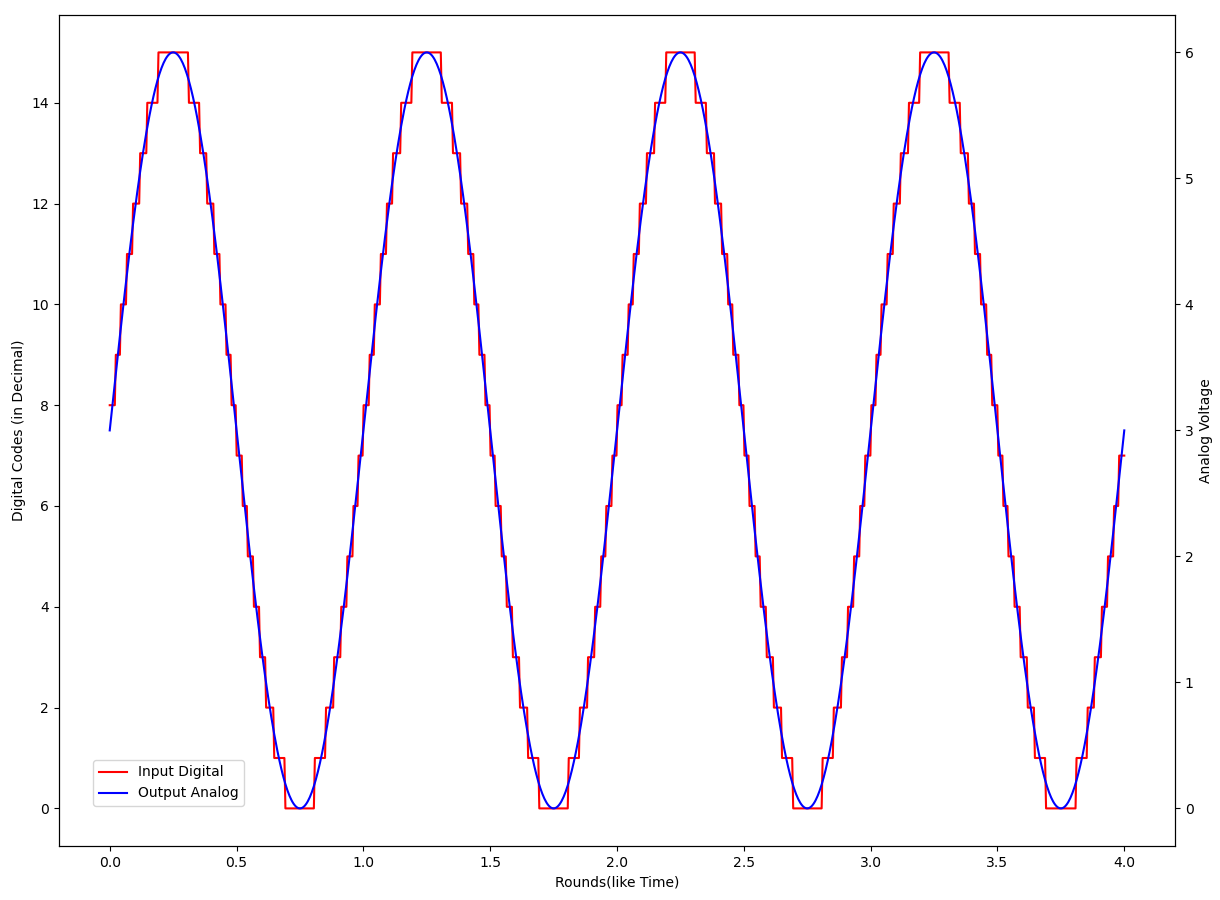 14
12
10
8
6
4
2
0
Digital Codes (in Decimal)
6
5
4
3
2
1
0
Analog Voltage
Input Digital
Output Analog
0.0 0.5 1.0 1.5 2.0 2.5 3.0 3.5 4.0
Rounds(like Time)